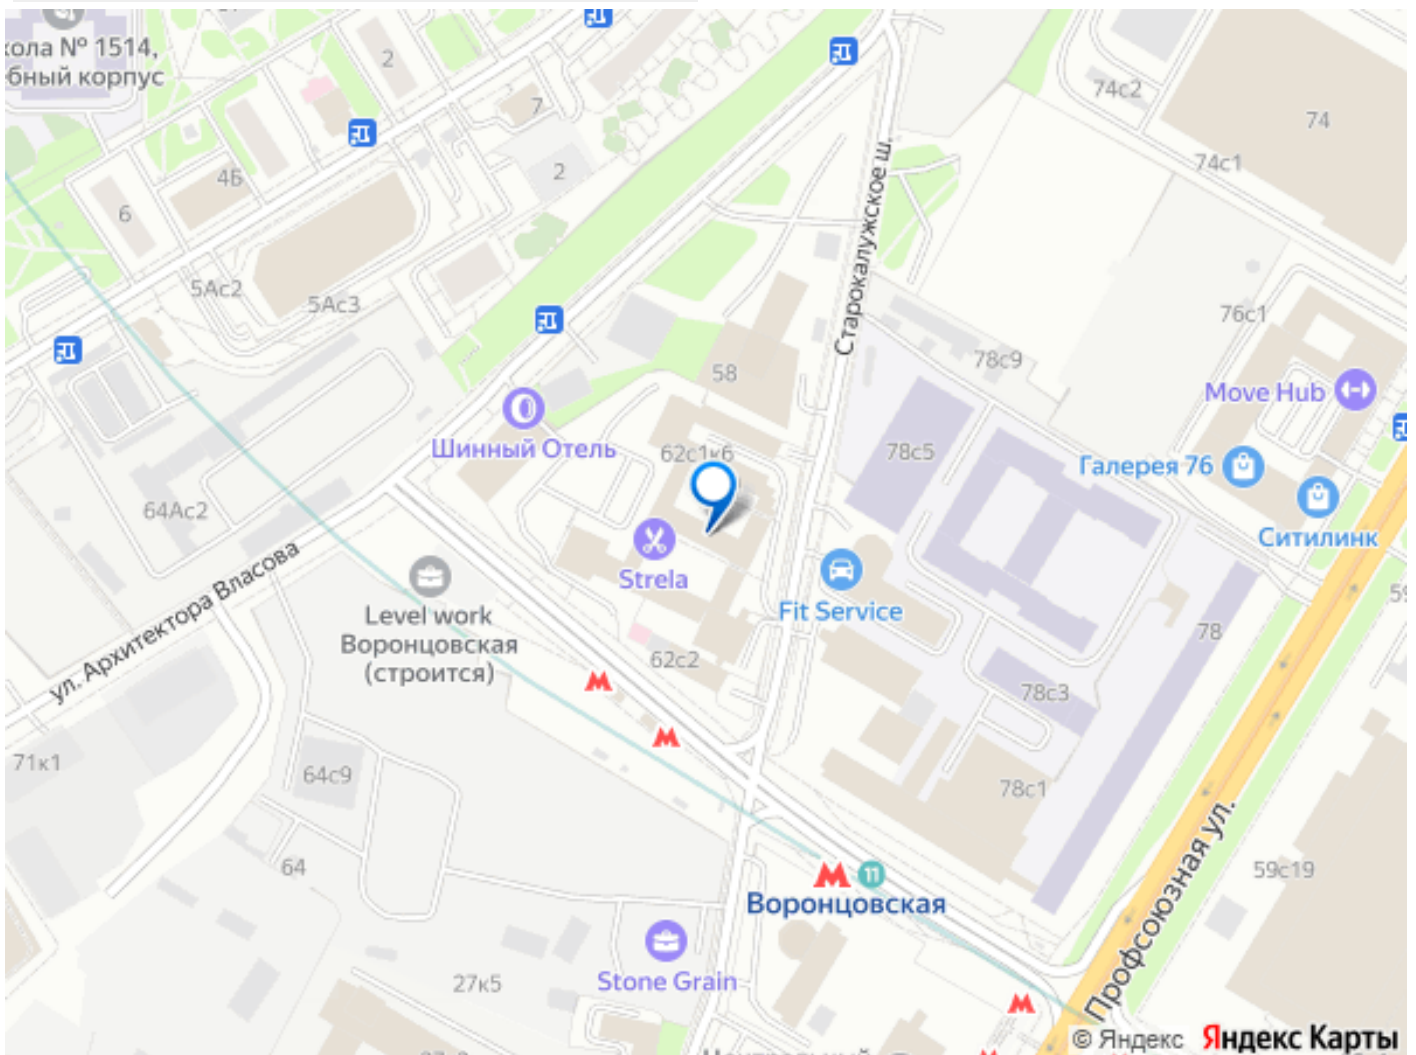 кола № 1514,
бный корпус
2
7
2
4Б
6
5Ас2
5Ас3
74с2
74
74с1
Старокалужское ш.
76с1
78с9
Move Hub
58
Шинный Отель
62с1к6
78с5
Галерея 76
Ситилинк
64Ас2
ул. Архитектора Власова
Strela
Level work
Воронцовская
(строится)
Fit Service
59
78
62с2
78с3
71к1
64с9
78с1
64
11
Воронцовская
59с19
Профсоюзная ул.
Stone Grain
27к5
© Яндекс Яндекс Карты